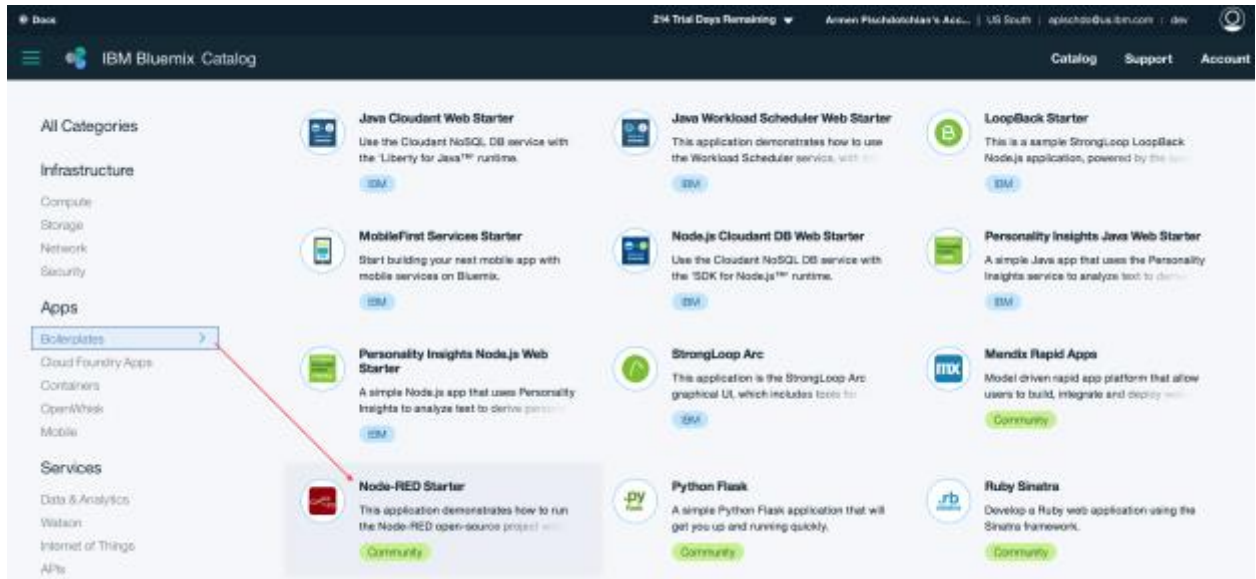 Docs
214 Trial Days Remaining
Armen Pischdotchian's Acc... | US South | apischdo@us.ibm.com : dev
IBM Bluemix Catalog
Catalog Support Account
All Categories
Infrastructure
Compute
Storage
Network
Security
Apps
Boilerplates
Cloud Foundry Apps
Containers
OpenWhisk
Mobile
Services
Data & Analytics
Watson
Internet of Things
APIs
Java Cloudant Web Starter
Use the Cloudant NoSQL DB service with
the 'Liberty for Java™' runtime.
IBM
Java Workload Scheduler Web Starter
This application demonstrates how to use
the Workload Scheduler service, with
IBM
LoopBack Starter
This is a sample StrongLoop LoopBack
Node.js application, powered by the
IBM
MobileFirst Services Starter
Start building your next mobile app with
mobile services on Bluemix.
IBM
Node.js Cloudant DB Web Starter
Use the Cloudant NoSQL DB service with
the 'SDK for Node.js™' runtime.
IBM
Personality Insights Java Web Starter
A simple Java app that uses the Personality
Insights service to analyze text to
IBM
Personality Insights Node.js Web
Starter
A simple Node.js app that uses Personality
Insights to analyze text to derive
IBM
StrongLoop Arc
This application is the StrongLoop Arc
graphical UI, which includes tools for
IBM
mx
Mendix Rapid Apps
Model driven rapid app platform that allow
users to build, integrate and deploy
Community
Node-RED Starter
This application demonstrates how to run
the Node-RED open-source project
Community
.py
Python Flask
A simple Python Flask application that will
get you up and running quickly.
Community
.rb
Ruby Sinatra
Develop a Ruby web application using the
Sinatra framework.
Community